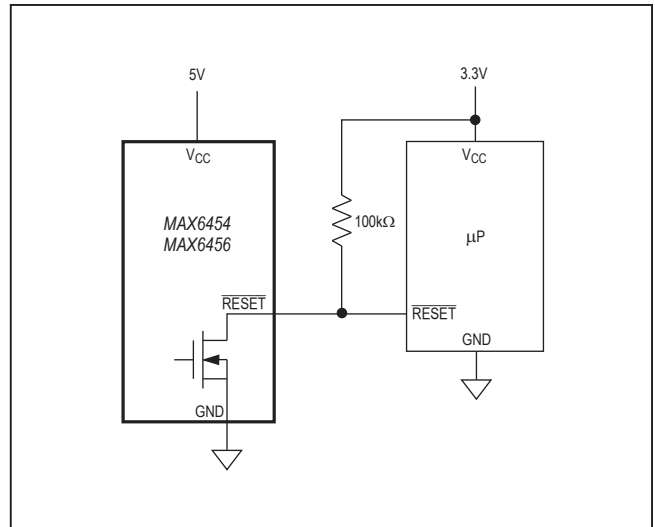 5V
3.3V
VCC
VCC
MAX6454
MAX6456
100kΩ
μP
RESET
RESET
GND
GND